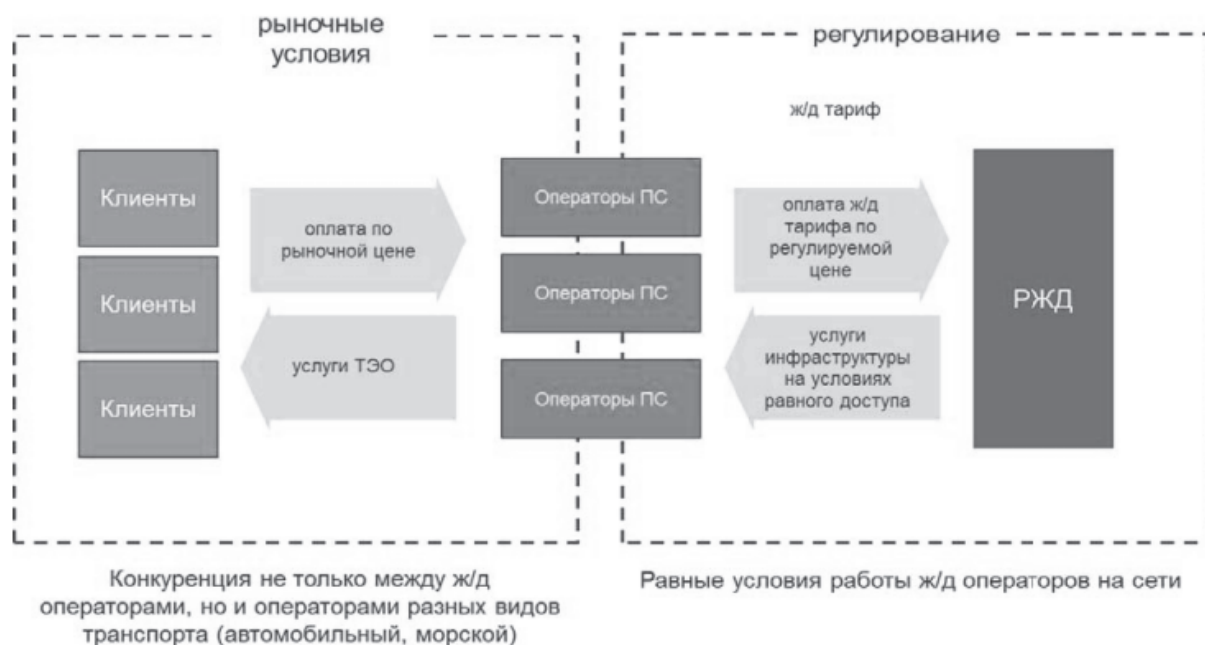 рыночные
условия
регулирование
ж/д тариф
Клиенты
Клиенты
Клиенты
оплата по
рыночной цене
услуги ТЭО
Операторы ПС
Операторы ПС
Операторы ПС
оплата ж/д
тарифа по
регулируемой
цене
услуги
инфраструктуры
на условиях
равного доступа
РЖД
Конкуренция не только между ж/д
операторами, но и операторами разных видов
транспорта (автомобильный, морской)
Равные условия работы ж/д операторов на сети